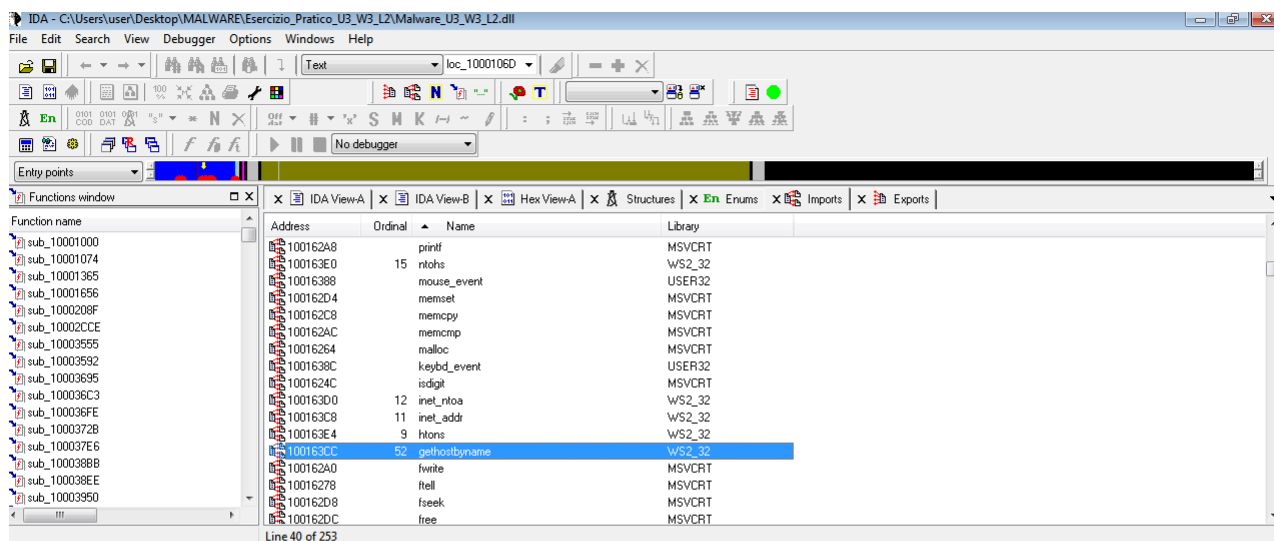 IDA - C:\Users\user\Desktop\MALWARE\Esercizio_Pratico_U3_W3_L2\Malware_U3_W3_L2.dll
File Edit Search View Debugger Options Windows Help
Text
loc_1000106D
En
No debugger
Entry points
Functions window
IDA View-A
IDA View-B
Hex View-A
Structures
En Enums
Imports
Exports
Function name
sub_10001000
sub_10001074
sub_10001365
sub_10001656
sub_1000208F
sub_10002CCE
sub_10003555
sub_10003592
sub_10003695
sub_100036C3
sub_100036FE
sub_1000372B
sub_100037E6
sub_100038BB
sub_100038EE
sub_10003950
Address Ordinal Name Library
100162A8 printf MSVCRT
100163E0 15 ntohs WS2_32
10016388 mouse_event USER32
100162D4 memset MSVCRT
100162C8 memcpy MSVCRT
100162AC memcmp MSVCRT
10016264 malloc MSVCRT
1001638C keybd_event USER32
1001624C isdigit MSVCRT
100163D0 12 inet_ntoa WS2_32
100163C8 11 inet_addr WS2_32
100163E4 9 htons WS2_32
100163CC 52 gethostbyname WS2_32
100162A0 fwrite MSVCRT
10016278 ftell MSVCRT
100162D8 fseek MSVCRT
100162DC free MSVCRT
Line 40 of 253